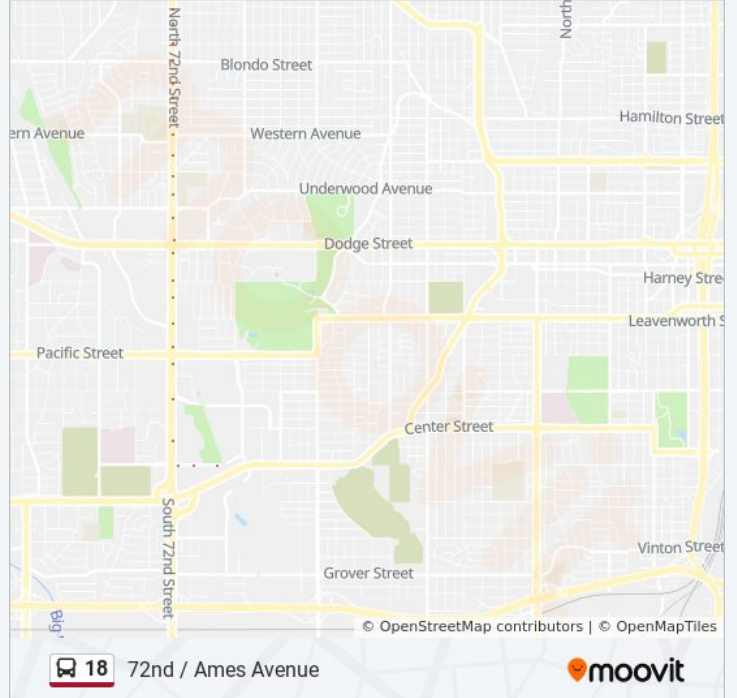 North
North 72nd Street
Blondo Street
Hamilton Street
ern Avenue
Western Avenue
Underwood Avenue
Dodge Street
Harney Stre
Leavenworth S
Pacific Street
Center Street
South 72nd Street
Vinton Street
Grover Street
Big
© OpenStreetMap contributors | © OpenMapTiles
18 72nd / Ames Avenue
moovit